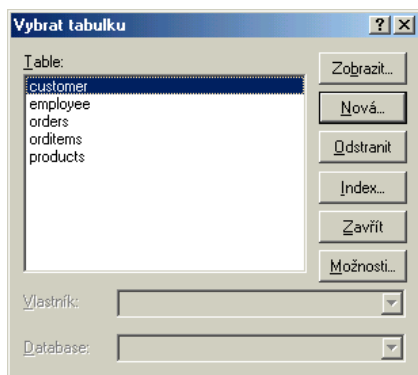 Vybrat tabulku
Table:
customer
employee
orders
orditems
products
Zobrazit...
Nová...
Odstranit
Index...
Zavřít
Možnosti...
Vlastník:
Database: